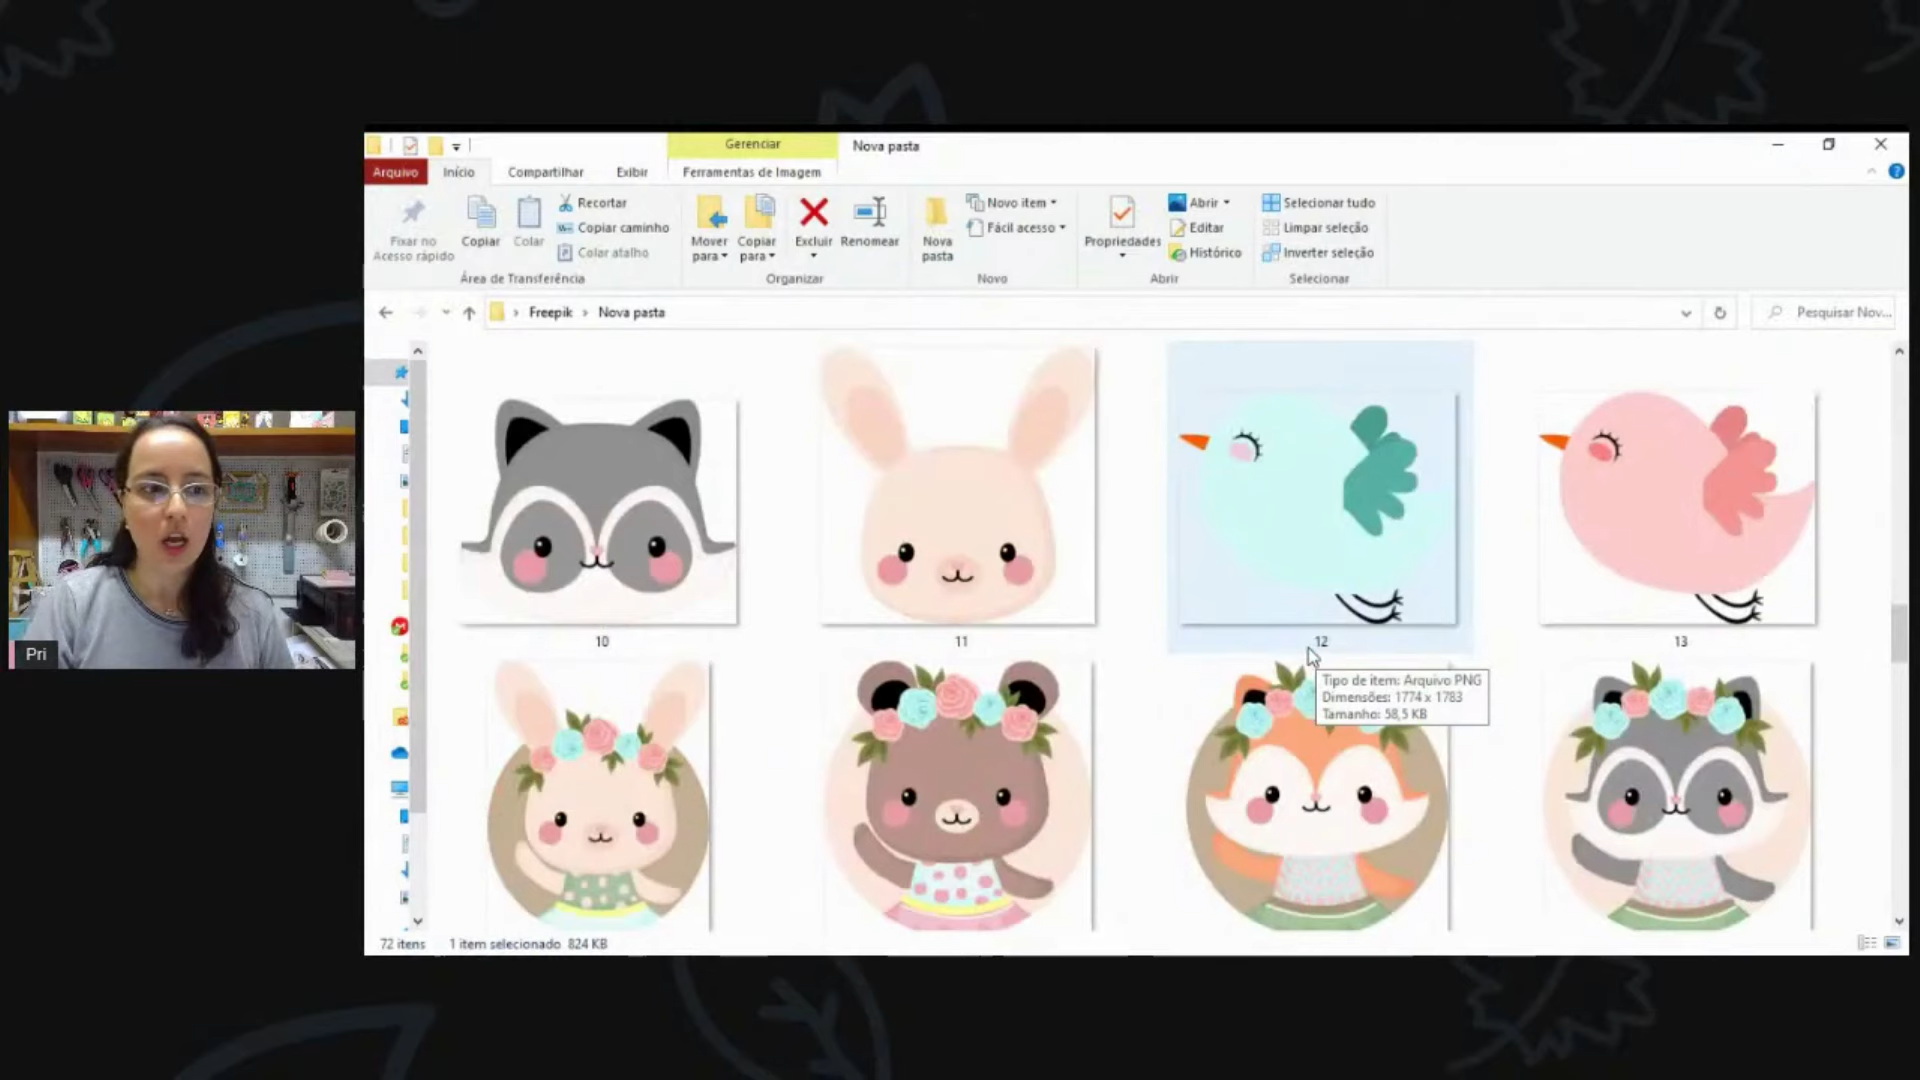 Gerenciar
Nova pasta
Arquivo
Início
Compartilhar
Exibir
Ferramentas de Imagem
Fixar no
Acesso rápido
Copiar
Colar
Recortar
Copiar caminho
Colar atalho
Área de Transferência
Mover
para
Copiar
para
Excluir
Renomear
Organizar
Nova
pasta
Novo item
Fácil acesso
Novo
Propriedades
Abrir
Editar
Histórico
Abrir
Selecionar tudo
Limpar seleção
Inverter seleção
Selecionar
Freepik
Nova pasta
Pesquisar Nov...
10
11
12
13
Tipo de item: Arquivo PNG
Dimensões: 1774 x 1783
Tamanho: 58,5 KB
Pri
72 itens
1 item selecionado 824 KB